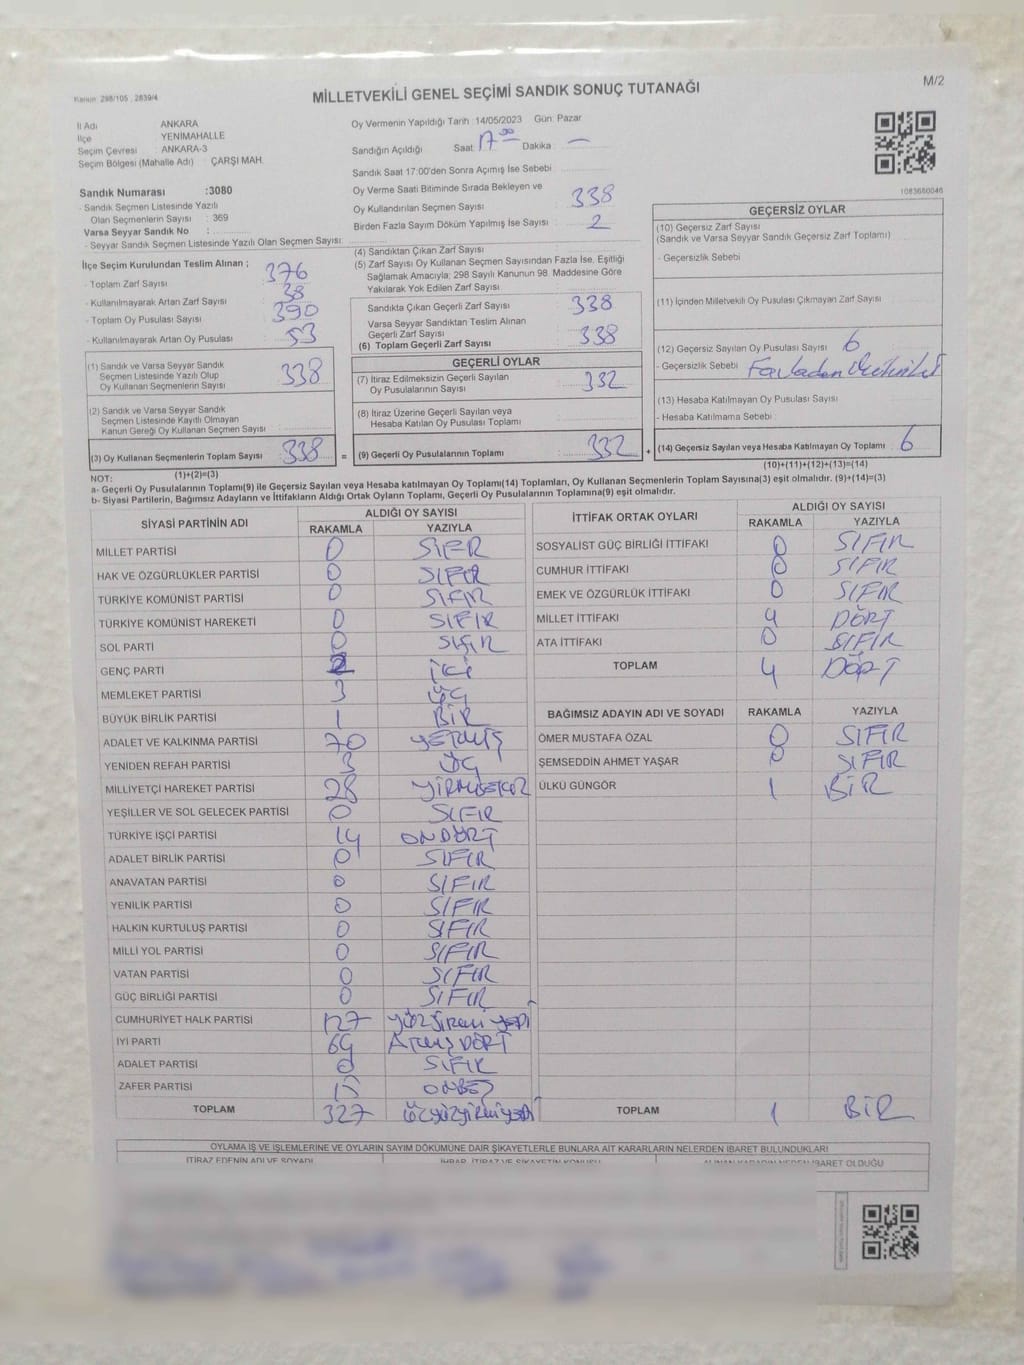 M/2
Kanun 298/105 , 2839/4
MİLLETVEKİLİ GENEL SEÇİMİ SANDIK SONUÇ TUTANAĞI
İl Adı ANKARA
İlçe YENİMAHALLE
Seçim Çevresi ANKARA-3
Seçim Bölgesi (Mahalle Adı) : ÇARŞI MAH.
Sandık Numarası :3080
- Sandık Seçmen Listesinde Yazılı
Olan Seçmenlerin Sayısı : 369
Varsa Seyyar Sandık No :
- Seyyar Sandık Seçmen Listesinde Yazılı Olan Seçmen Sayısı:
Oy Vermenin Yapıldığı Tarih :14/05/2023 Gün: Pazar
Sandığın Açıldığı Saat 17:00 Dakika —
Sandık Saat 17:00'den Sonra Açımış İse Sebebi
Oy Verme Saati Bitiminde Sırada Bekleyen ve
Oy Kullandırılan Seçmen Sayısı: 338
Birden Fazla Sayım Döküm Yapılmış İse Sayısı 2
1083680046
İlçe Seçim Kurulundan Teslim Alınan ;
- Toplam Zarf Sayısı 376
- Kullanılmayarak Artan Zarf Sayısı 38
- Toplam Oy Pusulası Sayısı 390
- Kullanılmayarak Artan Oy Pusulası 53
(1) Sandık ve Varsa Seyyar Sandık
Seçmen Listesinde Yazılı Olup
Oy Kullanan Seçmenlerin Sayısı 338
(2) Sandık ve Varsa Seyyar Sandık
Seçmen Listesinde Kayıtlı Olmayan
Kanun Gereği Oy Kullanan Seçmen Sayısı
(3) Oy Kullanan Seçmenlerin Toplam Sayısı 338
(4) Sandıktan Çıkan Zarf Sayısı
(5) Zarf Sayısı Oy Kullanan Seçmen Sayısından Fazla İse, Eşitliği
Sağlamak Amacıyla; 298 Sayılı Kanunun 98. Maddesine Göre
Yakılarak Yok Edilen Zarf Sayısı
Sandıkta Çıkan Geçerli Zarf Sayısı 338
Varsa Seyyar Sandıktan Teslim Alınan
Geçerli Zarf Sayısı
(6) Toplam Geçerli Zarf Sayısı 338
GEÇERLİ OYLAR
(7) İtiraz Edilmeksizin Geçerli Sayılan
Oy Pusulalarının Sayısı 332
(8) İtiraz Üzerine Geçerli Sayılan veya
Hesaba Katılan Oy Pusulası Toplamı
= (9) Geçerli Oy Pusulalarının Toplamı 332 +
GEÇERSİZ OYLAR
(10) Geçersiz Zarf Sayısı
(Sandık ve Varsa Seyyar Sandık Geçersiz Zarf Toplamı)
- Geçersizlik Sebebi
(11) İçinden Milletvekili Oy Pusulası Çıkmayan Zarf Sayısı
(12) Geçersiz Sayılan Oy Pusulası Sayısı 6
- Geçersizlik Sebebi
(13) Hesaba Katılmayan Oy Pusulası Sayısı
- Hesaba Katılmama Sebebi :
(14) Geçersiz Sayılan veya Hesaba Katılmayan Oy Toplamı : 6
NOT: (1)+(2)=(3) (10)+(11)+(12)+(13)=(14)
a- Geçerli Oy Pusulalarının Toplamı(9) ile Geçersiz Sayılan veya Hesaba katılmayan Oy Toplamı(14) Toplamları, Oy Kullanan Seçmenlerin Toplam Sayısına(3) eşit olmalıdır. (9)+(14)=(3)
b- Siyasi Partilerin, Bağımsız Adayların ve İttifakların Aldığı Ortak Oyların Toplamı, Geçerli Oy Pusulalarının Toplamına(9) eşit olmalıdır.
SİYASİ PARTİNİN ADI ALDIĞI OY SAYISI
RAKAMLA YAZIYLA
MİLLET PARTİSİ 0 SIFIR
HAK VE ÖZGÜRLÜKLER PARTİSİ 0 SIFIR
TÜRKİYE KOMÜNİST PARTİSİ 0 SIFIR
TÜRKİYE KOMÜNİST HAREKETİ 0 SIFIR
SOL PARTİ 0 SIFIR
GENÇ PARTİ 2 İKİ
MEMLEKET PARTİSİ 3 ÜÇ
BÜYÜK BİRLİK PARTİSİ 1 BİR
ADALET VE KALKINMA PARTİSİ 70 YETMİŞ
YENİDEN REFAH PARTİSİ 3 ÜÇ
MİLLİYETÇİ HAREKET PARTİSİ 28 YİRMİSEKİZ
YEŞİLLER VE SOL GELECEK PARTİSİ 0 SIFIR
TÜRKİYE İŞÇİ PARTİSİ 14 ONDÖRT
ADALET BİRLİK PARTİSİ 0 SIFIR
ANAVATAN PARTİSİ 0 SIFIR
YENİLİK PARTİSİ 0 SIFIR
HALKIN KURTULUŞ PARTİSİ 0 SIFIR
MİLLİ YOL PARTİSİ 0 SIFIR
VATAN PARTİSİ 0 SIFIR
GÜÇ BİRLİĞİ PARTİSİ 0 SIFIR
CUMHURİYET HALK PARTİSİ 127 yüzyirmi yedi
İYİ PARTİ 64 Atmış DÖRT
ADALET PARTİSİ 0 SIFIR
ZAFER PARTİSİ 15 ONBEŞ
TOPLAM 327 üçyüzyirmiyedi
İTTİFAK ORTAK OYLARI ALDIĞI OY SAYISI
RAKAMLA YAZIYLA
SOSYALİST GÜÇ BİRLİĞİ İTTİFAKI 0 SIFIR
CUMHUR İTTİFAKI 0 SIFIR
EMEK VE ÖZGÜRLÜK İTTİFAKI 0 SIFIR
MİLLET İTTİFAKI 4 DÖRT
ATA İTTİFAKI 0 SIFIR
TOPLAM 4 DÖRT
BAĞIMSIZ ADAYIN ADI VE SOYADI RAKAMLA YAZIYLA
ÖMER MUSTAFA ÖZAL 0 SIFIR
ŞEMSEDDİN AHMET YAŞAR 0 SIFIR
ÜLKÜ GÜNGÖR 1 BİR
TOPLAM 1 BİR
OYLAMA İŞ VE İŞLEMLERİNE VE OYLARIN SAYIM DÖKÜMÜNE DAİR ŞİKAYETLERLE BUNLARA AİT KARARLARIN NELERDEN İBARET BULUNDUKLARI
İTİRAZ EDENİN ADI VE SOYADI İHBAR, İTİRAZ VE ŞİKAYETİN KONUSU ALINAN KARARIN NEDEN İBARET OLDUĞU